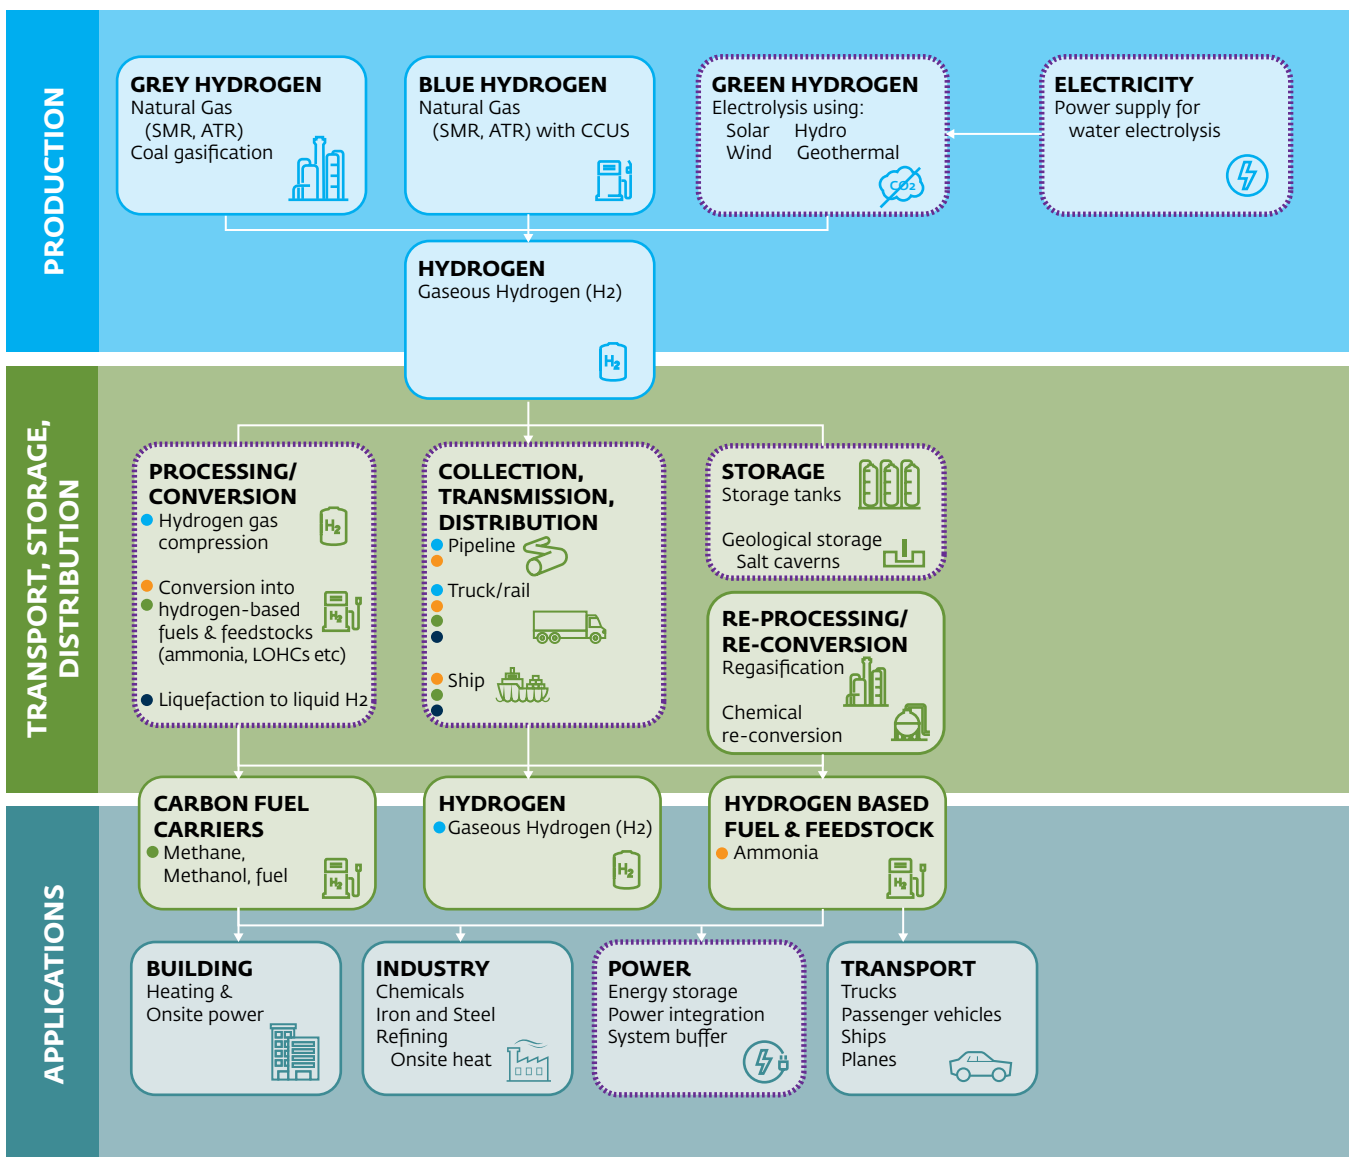 PRODUCTION
GREY HYDROGEN
Natural Gas
(SMR, ATR)
Coal gasification
BLUE HYDROGEN
Natural Gas
(SMR, ATR) with CCUS
GREEN HYDROGEN
Electrolysis using:
Solar Hydro
Wind Geothermal
CO2
ELECTRICITY
Power supply for
water electrolysis
HYDROGEN
Gaseous Hydrogen (H2)
H2
TRANSPORT, STORAGE,
DISTRIBUTION
PROCESSING/
CONVERSION
Hydrogen gas
compression
H2
Conversion into
hydrogen-based
fuels & feedstocks
(ammonia, LOHCs etc)
H2
Liquefaction to liquid H2
COLLECTION,
TRANSMISSION,
DISTRIBUTION
Pipeline
Truck/rail
Ship
STORAGE
Storage tanks
Geological storage
Salt caverns
RE-PROCESSING/
RE-CONVERSION
Regasification
Chemical
re-conversion
APPLICATIONS
CARBON FUEL
CARRIERS
Methane,
Methanol, fuel
H2
HYDROGEN
Gaseous Hydrogen (H2)
H2
HYDROGEN BASED
FUEL & FEEDSTOCK
Ammonia
H2
BUILDING
Heating &
Onsite power
INDUSTRY
Chemicals
Iron and Steel
Refining
Onsite heat
POWER
Energy storage
Power integration
System buffer
TRANSPORT
Trucks
Passenger vehicles
Ships
Planes